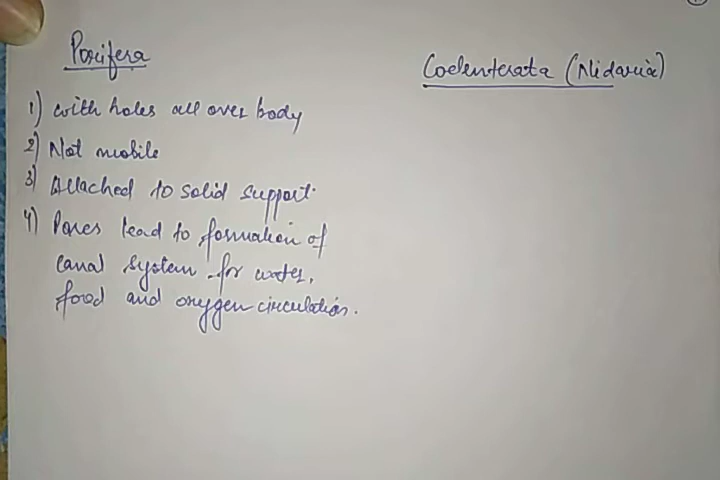 Porifera
Coelenterata (Nidaria)
1) with holes all over body
2) Not mobile
3) Attached to solid support.
4) Pores lead to formation of
canal system for water,
food and oxygen circulation.